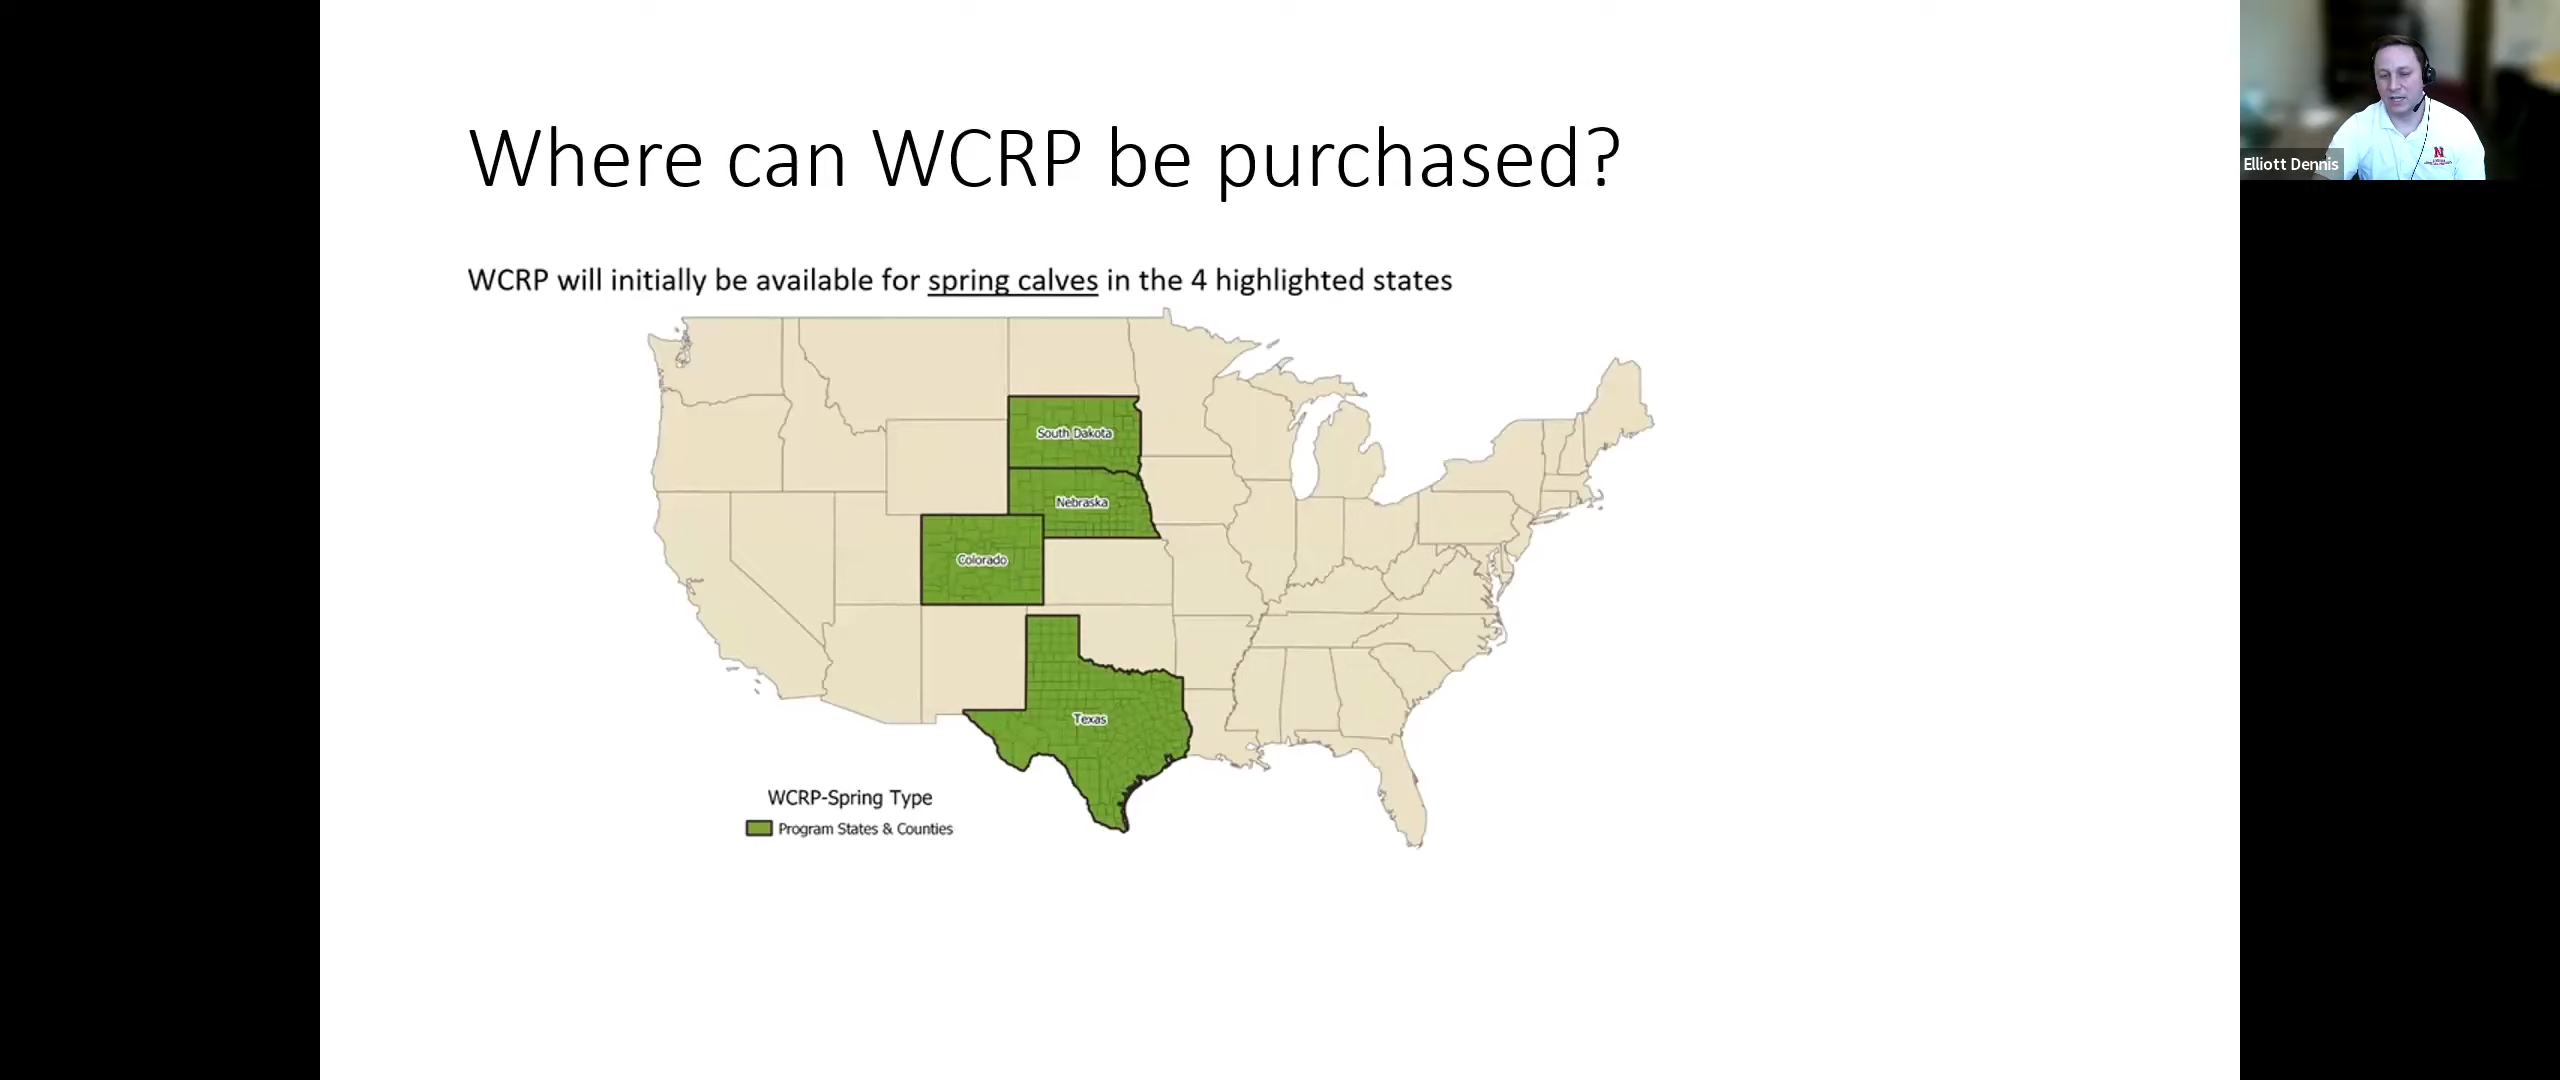 Where can WCRP be purchased?
Elliott Dennis
N
WCRP will initially be available for spring calves in the 4 highlighted states
South Dakota
Nebraska
Colorado
Texas
WCRP-Spring Type
Program States & Counties